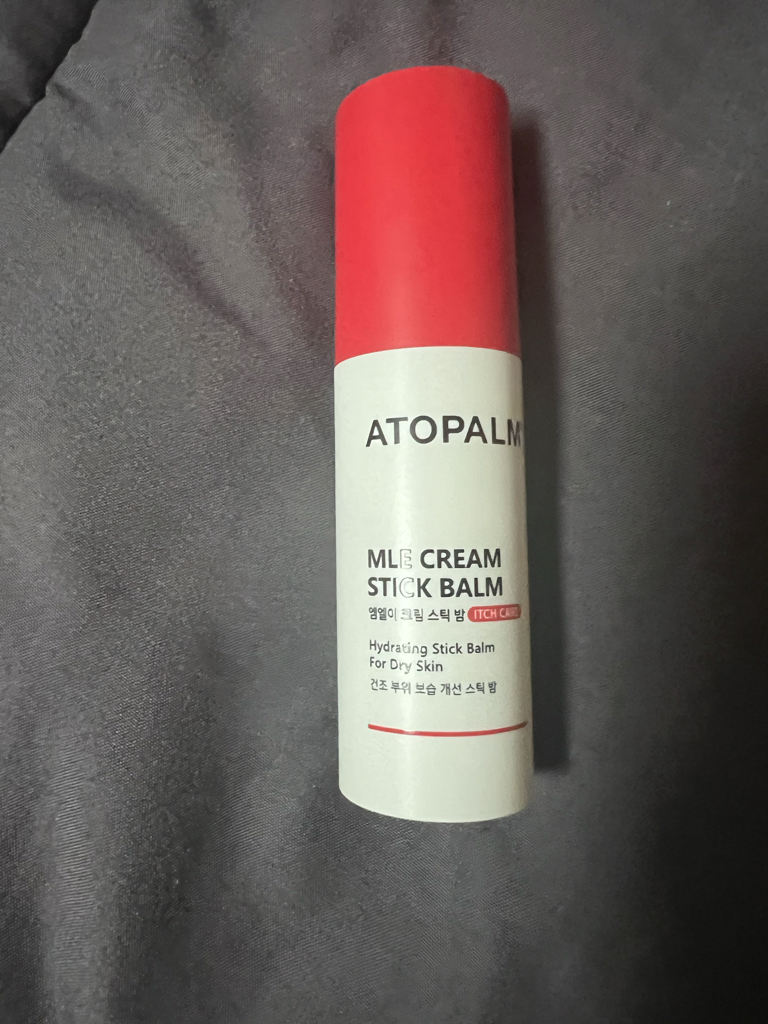 ATOPALM
MLE CREAM
STICK BALM
엠엘이 크림 스틱 밤 ITCH CARE
Hydrating Stick Balm
For Dry Skin
건조 부위 보습 개선 스틱 밤